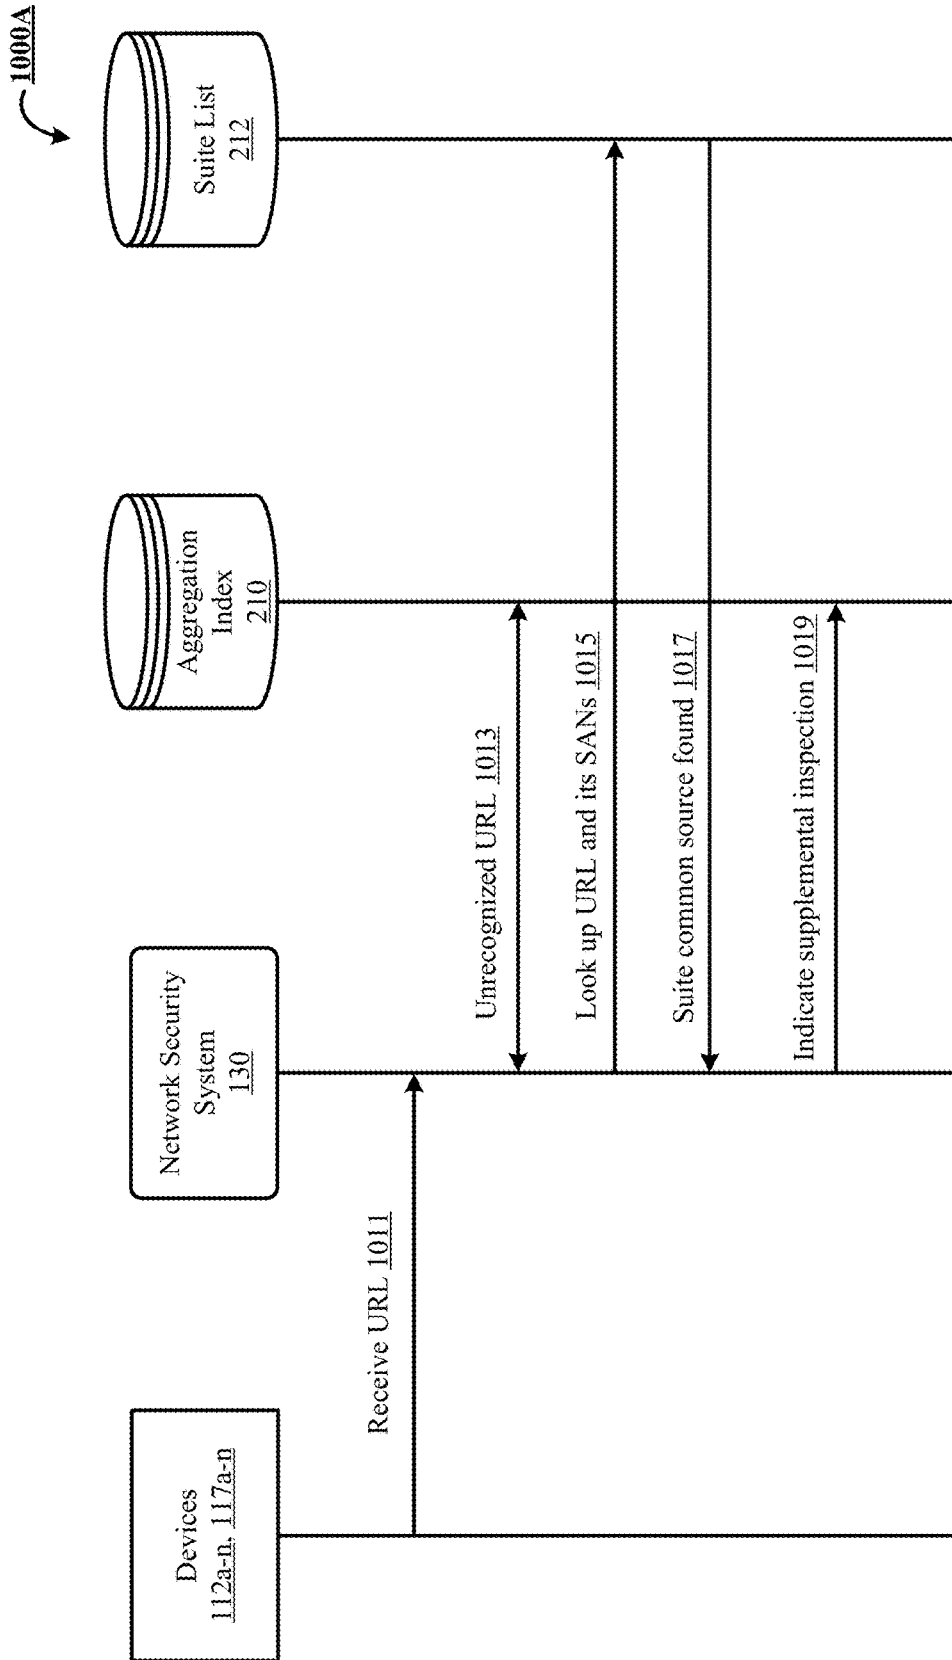 1000A
Devices
112a-n, 117a-n
Network Security
System
130
Aggregation
Index
210
Suite List
212
Receive URL 1011
Unrecognized URL 1013
Look up URL and its SANs 1015
Suite common source found 1017
Indicate supplemental inspection 1019